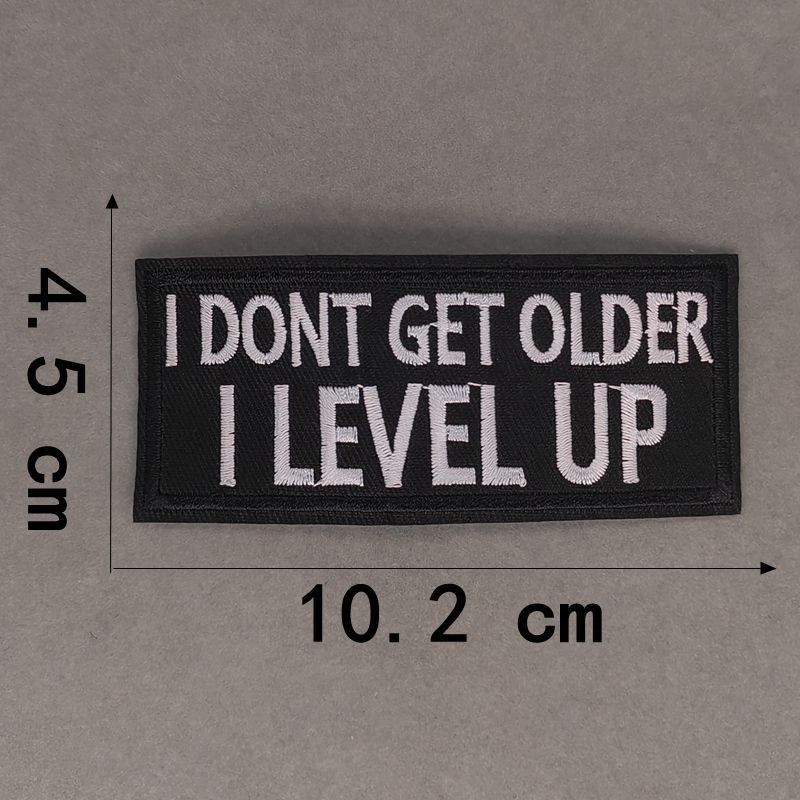 I DONT GET OLDER
I LEVEL UP
4.5 cm
10.2 cm